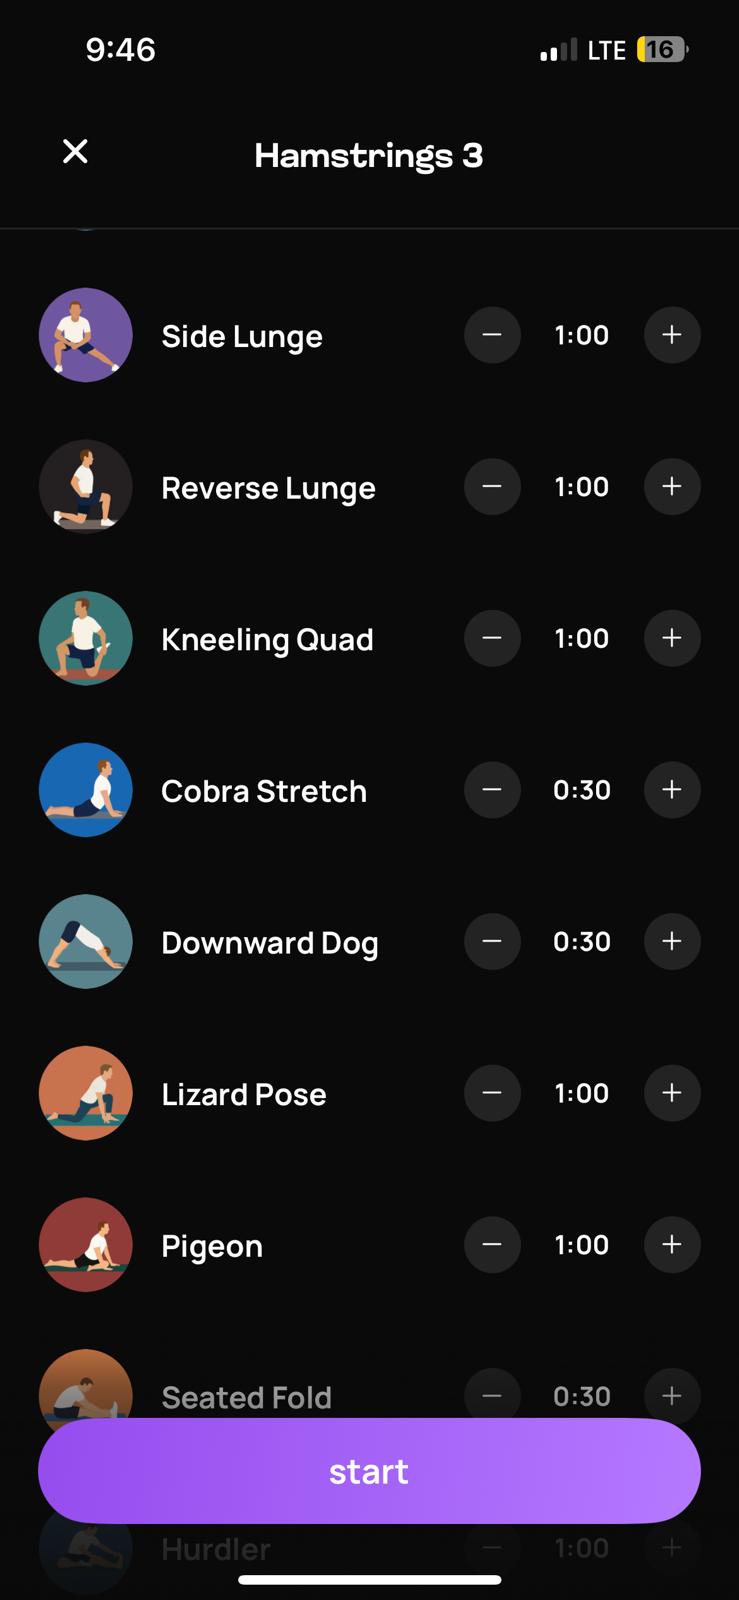 9:46
LTE
16
Hamstrings 3
Side Lunge − 1:00 +
Reverse Lunge − 1:00 +
Kneeling Quad − 1:00 +
Cobra Stretch − 0:30 +
Downward Dog − 0:30 +
Lizard Pose − 1:00 +
Pigeon − 1:00 +
Seated Fold − 0:30 +
start
Hurdler − 1:00 +